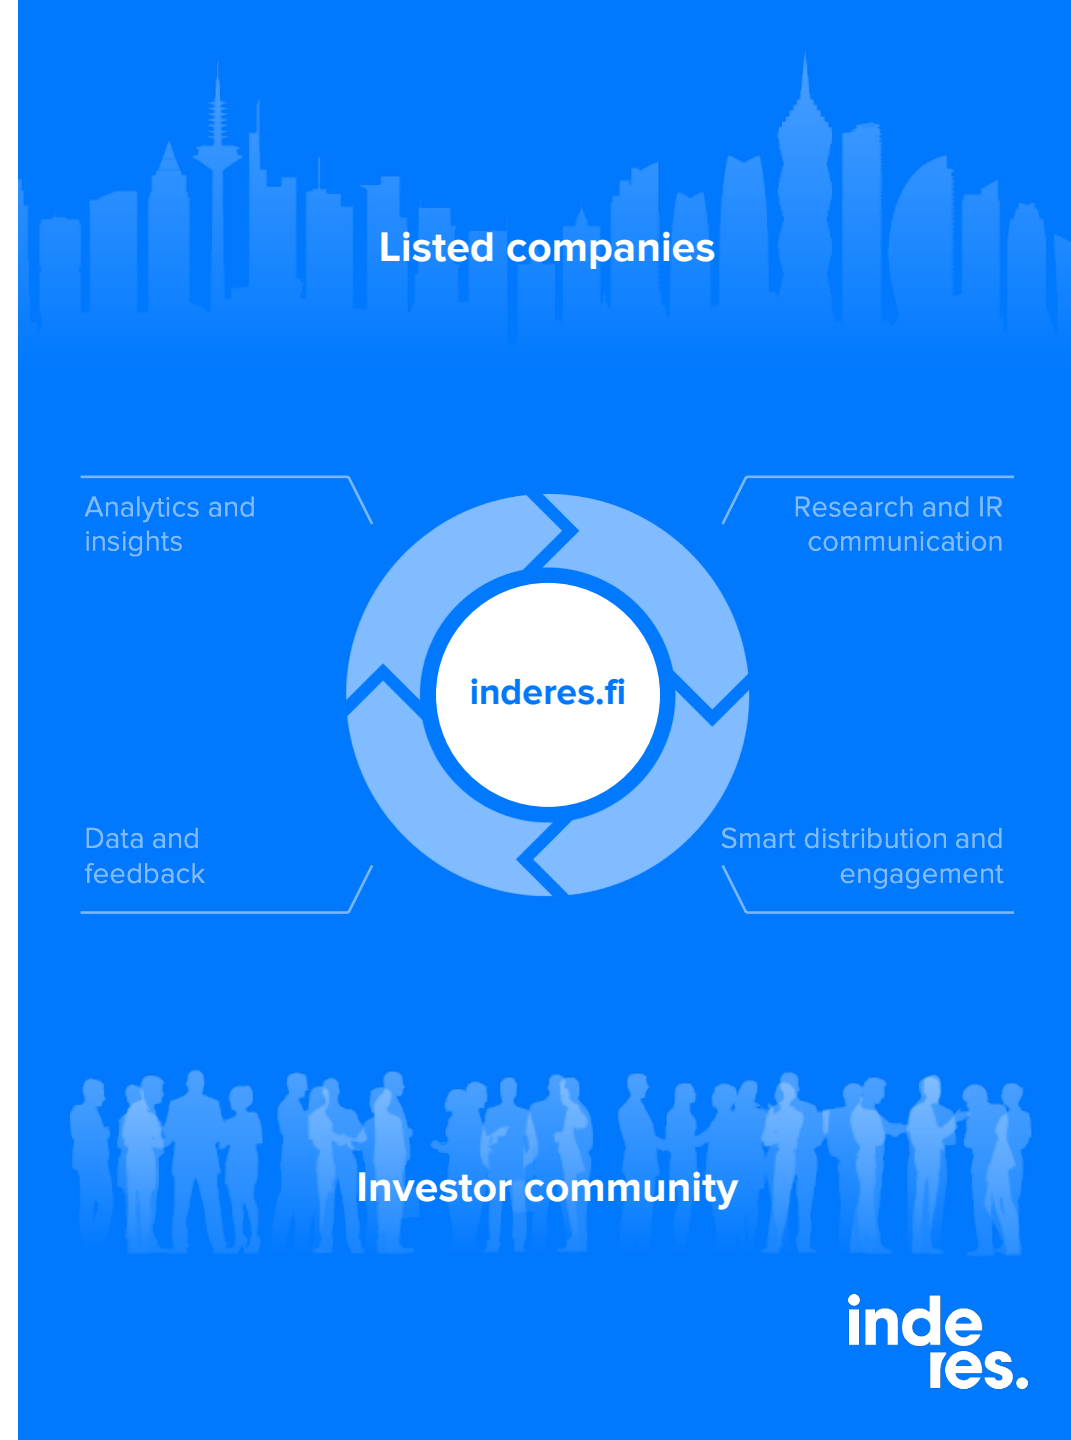 Listed companies
Analytics and
insights
Research and IR
communication
inderes.fi
Data and
feedback
Smart distribution and
engagement
Investor community
inde
res.